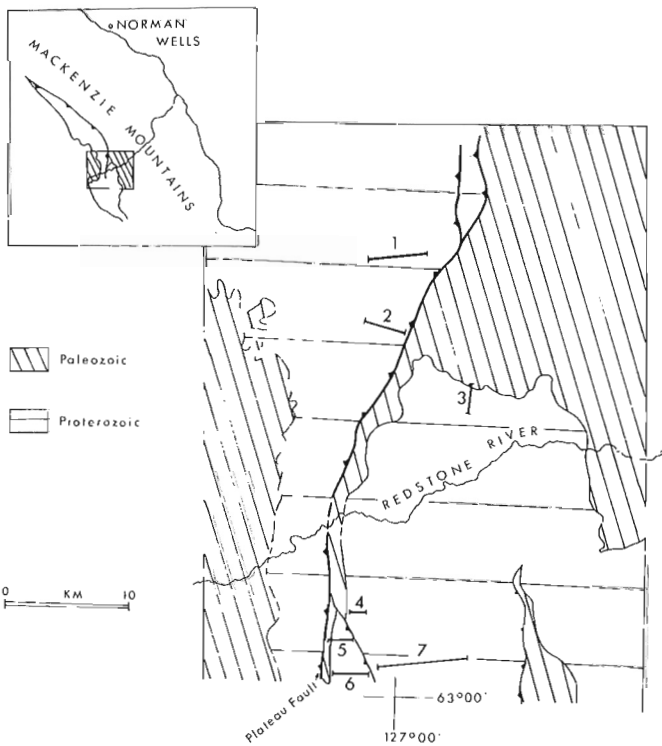 NORMAN
WELLS
MACKENZIE MOUNTAINS
1
2
Paleozoic
3
Proterozoic
REDSTONE RIVER
0 KM 10
4
5
7
6
Plateau Fault
63°00'
127°00'